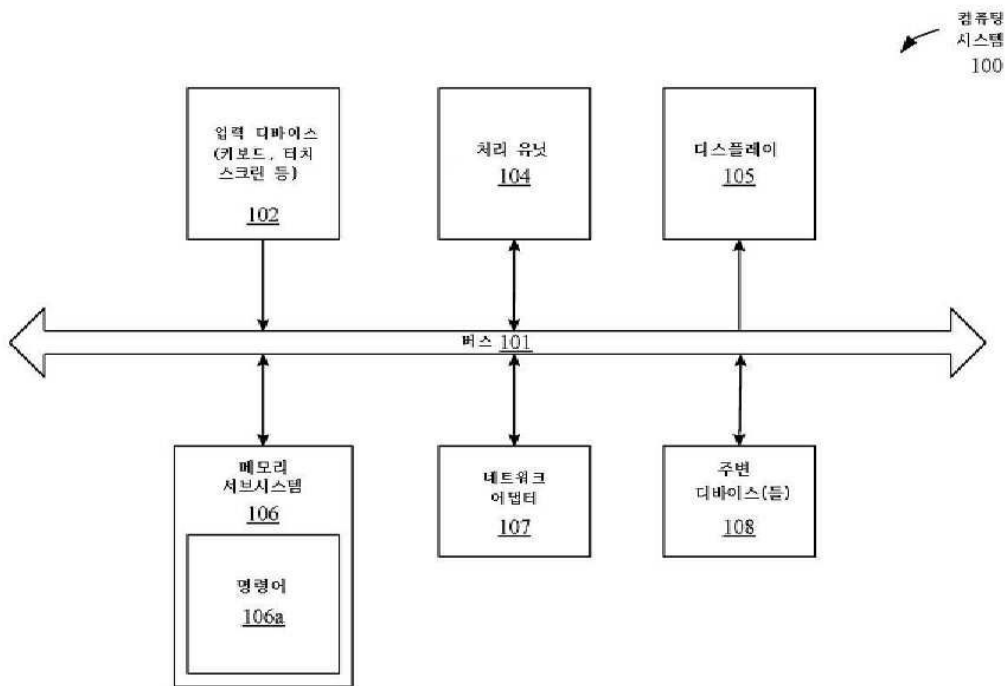 컴퓨팅
시스템
100
입력 디바이스
(키보드, 터치
스크린 등)
102
처리 유닛
104
디스플레이
105
버스 101
메모리
서브시스템
106
명령어
106a
네트워크
어댑터
107
주변
디바이스(들)
108